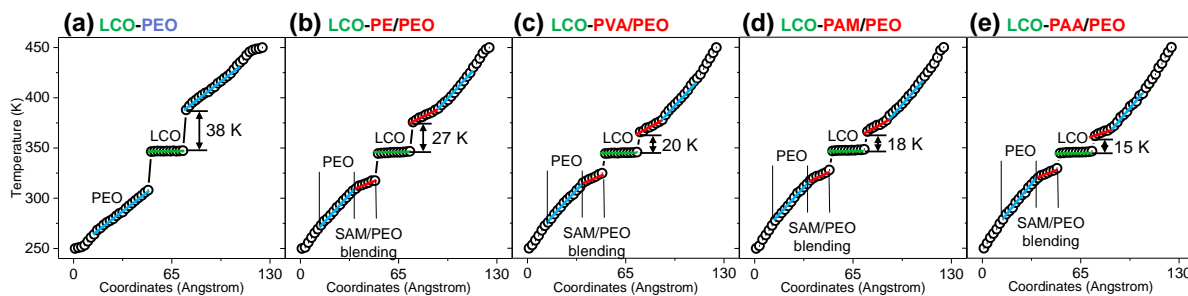 (a) LCO-PEO
(b) LCO-PE/PEO
(c) LCO-PVA/PEO
(d) LCO-PAM/PEO
(e) LCO-PAA/PEO
Temperature (K)
450
400
350
300
250
LCO
38 K
PEO
0 65 130
Coordinates (Angstrom)
LCO
27 K
PEO
SAM/PEO
blending
0 65 130
Coordinates (Angstrom)
LCO
20 K
PEO
SAM/PEO
blending
0 65 130
Coordinates (Angstrom)
LCO
18 K
PEO
SAM/PEO
blending
0 65 130
Coordinates (Angstrom)
LCO
15 K
PEO
SAM/PEO
blending
0 65 130
Coordinates (Angstrom)